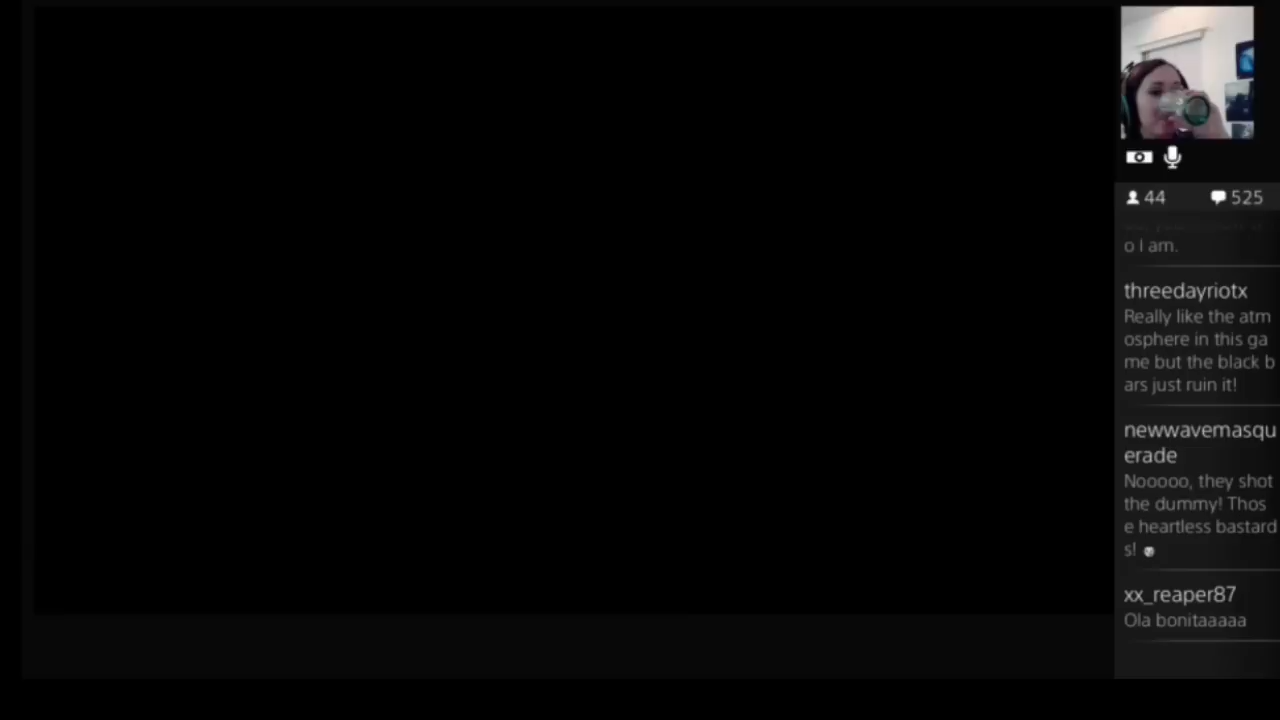 44 525
o I am.
threedayriotx
Really like the atm
osphere in this ga
me but the black b
ars just ruin it!
newwavemasqu
erade
Nooooo, they shot
the dummy! Thos
e heartless bastard
s!
xx_reaper87
Ola bonitaaaaa